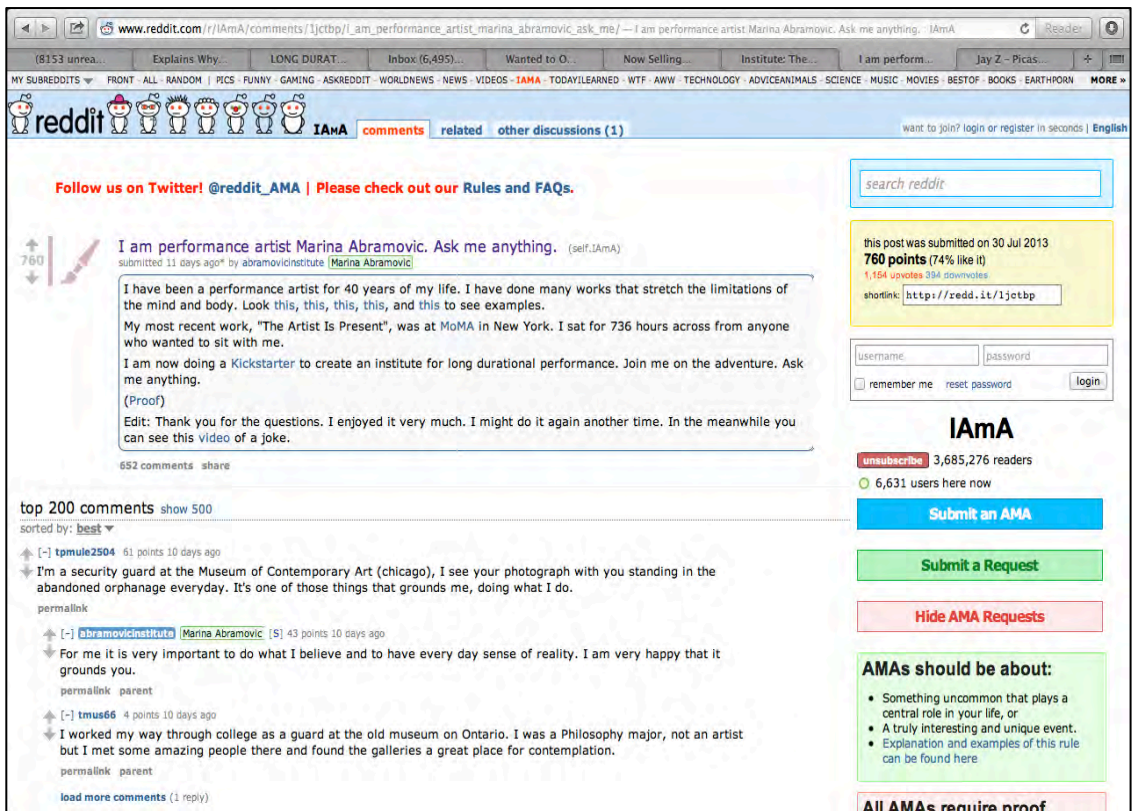 www.reddit.com/r/IAmA/comments/1jctbp/i_am_performance_artist_marina_abramovic_ask_me/ — I am performance artist Marina Abramovic. Ask me anything. IAmA
Reader
(8153 unrea... Explains Why... LONG DURAT... Inbox (6,495)... Wanted to O... Now Selling... Institute: The... I am perform... Jay Z – Picas...
MY SUBREDDITS FRONT - ALL - RANDOM | PICS - FUNNY - GAMING - ASKREDDIT - WORLDNEWS - NEWS - VIDEOS - IAMA - TODAYILEARNED - WTF - AWW - TECHNOLOGY - ADVICEANIMALS - SCIENCE - MUSIC - MOVIES - BESTOF - BOOKS - EARTHPORN MORE »
reddit IAMA comments related other discussions (1)
want to join? login or register in seconds | English
Follow us on Twitter! @reddit_AMA | Please check out our Rules and FAQs.
760
I am performance artist Marina Abramovic. Ask me anything. (self.IAmA)
submitted 11 days ago* by abramovicinstitute Marina Abramovic
I have been a performance artist for 40 years of my life. I have done many works that stretch the limitations of
the mind and body. Look this, this, this, this, and this to see examples.
My most recent work, "The Artist Is Present", was at MoMA in New York. I sat for 736 hours across from anyone
who wanted to sit with me.
I am now doing a Kickstarter to create an institute for long durational performance. Join me on the adventure. Ask
me anything.
(Proof)
Edit: Thank you for the questions. I enjoyed it very much. I might do it again another time. In the meanwhile you
can see this video of a joke.
652 comments share
top 200 comments show 500
sorted by: best
[-] tpmule2504 61 points 10 days ago
I'm a security guard at the Museum of Contemporary Art (chicago), I see your photograph with you standing in the
abandoned orphanage everyday. It's one of those things that grounds me, doing what I do.
permalink
[-] abramovicinstitute Marina Abramovic [S] 43 points 10 days ago
For me it is very important to do what I believe and to have every day sense of reality. I am very happy that it
grounds you.
permalink parent
[-] tmus66 4 points 10 days ago
I worked my way through college as a guard at the old museum on Ontario. I was a Philosophy major, not an artist
but I met some amazing people there and found the galleries a great place for contemplation.
permalink parent
load more comments (1 reply)
search reddit
this post was submitted on 30 Jul 2013
760 points (74% like it)
1,154 upvotes 394 downvotes
shortlink: http://redd.it/1jctbp
username password
remember me reset password login
IAmA
unsubscribe 3,685,276 readers
6,631 users here now
Submit an AMA
Submit a Request
Hide AMA Requests
AMAs should be about:
• Something uncommon that plays a
central role in your life, or
• A truly interesting and unique event.
• Explanation and examples of this rule
can be found here
All AMAs require proof